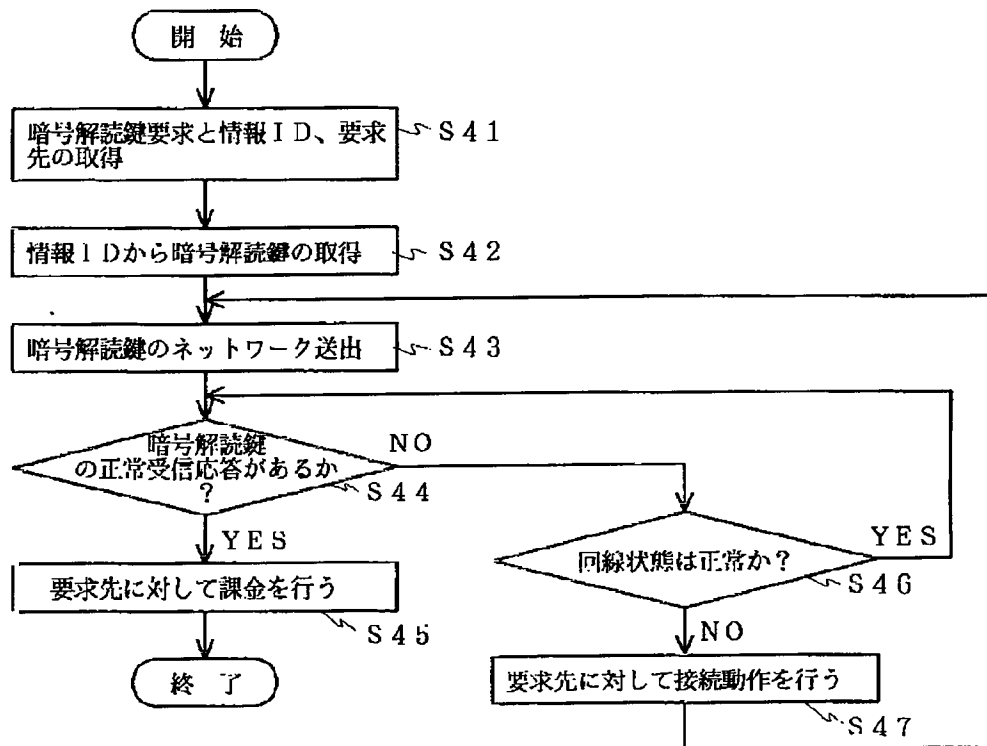 開 始
暗号解読鍵要求と情報ID、要求
先の取得
S41
情報IDから暗号解読鍵の取得
S42
暗号解読鍵のネットワーク送出
S43
暗号解読鍵
の正常受信応答があるか
?
NO
S44
YES
回線状態は正常か?
YES
S46
要求先に対して課金を行う
S45
NO
終 了
要求先に対して接続動作を行う
S47